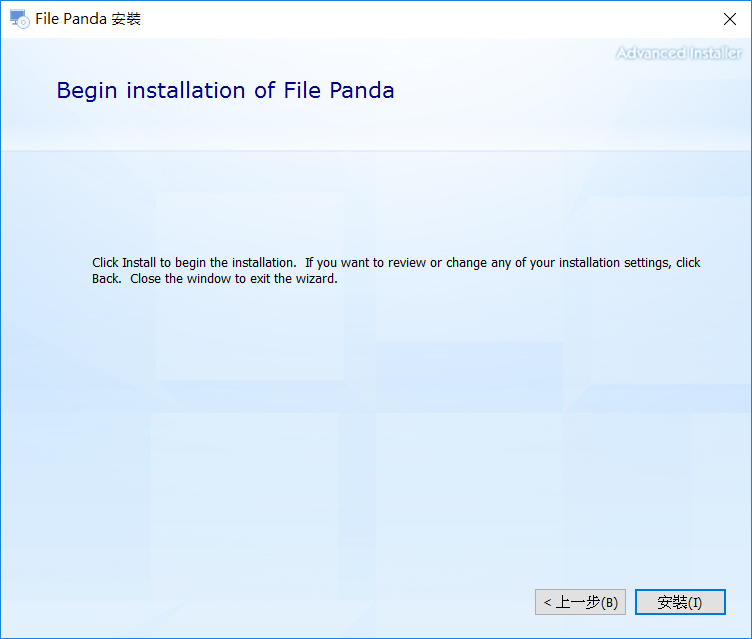 File Panda 安裝
Advanced Installer
Begin installation of File Panda
Click Install to begin the installation.  If you want to review or change any of your installation settings, click
Back.  Close the window to exit the wizard.
< 上一步(B) 安裝(I)